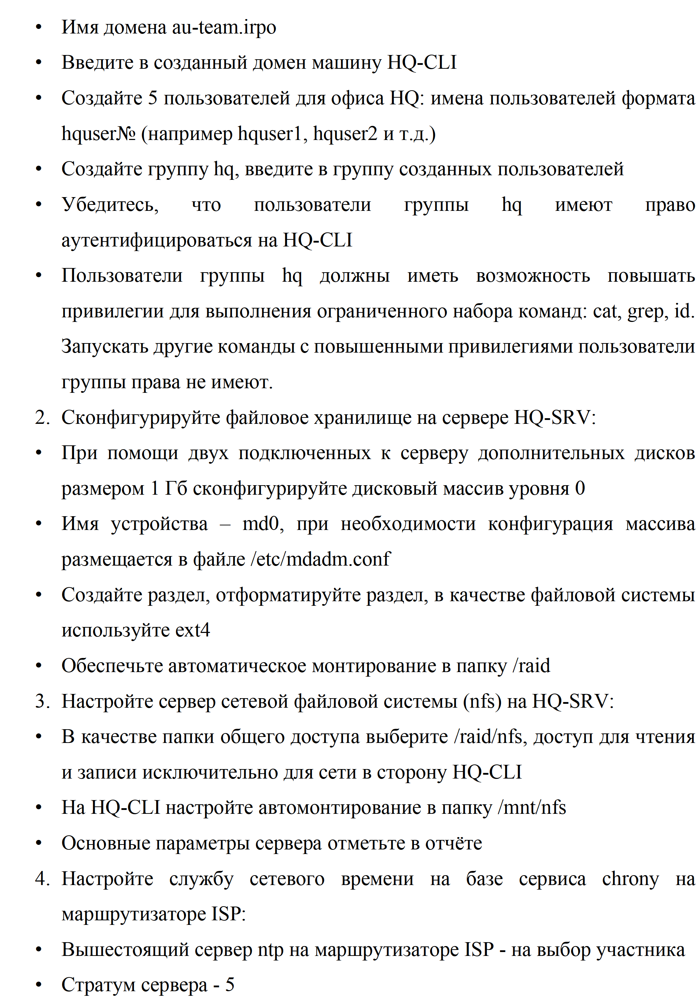 • Имя домена au-team.irpo
• Введите в созданный домен машину HQ-CLI
• Создайте 5 пользователей для офиса HQ: имена пользователей формата
hquser№ (например hquser1, hquser2 и т.д.)
• Создайте группу hq, введите в группу созданных пользователей
• Убедитесь, что пользователи группы hq имеют право
аутентифицироваться на HQ-CLI
• Пользователи группы hq должны иметь возможность повышать
привилегии для выполнения ограниченного набора команд: cat, grep, id.
Запускать другие команды с повышенными привилегиями пользователи
группы права не имеют.
2. Сконфигурируйте файловое хранилище на сервере HQ-SRV:
• При помощи двух подключенных к серверу дополнительных дисков
размером 1 Гб сконфигурируйте дисковый массив уровня 0
• Имя устройства – md0, при необходимости конфигурация массива
размещается в файле /etc/mdadm.conf
• Создайте раздел, отформатируйте раздел, в качестве файловой системы
используйте ext4
• Обеспечьте автоматическое монтирование в папку /raid
3. Настройте сервер сетевой файловой системы (nfs) на HQ-SRV:
• В качестве папки общего доступа выберите /raid/nfs, доступ для чтения
и записи исключительно для сети в сторону HQ-CLI
• На HQ-CLI настройте автомонтирование в папку /mnt/nfs
• Основные параметры сервера отметьте в отчёте
4. Настройте службу сетевого времени на базе сервиса chrony на
маршрутизаторе ISP:
• Вышестоящий сервер ntp на маршрутизаторе ISP - на выбор участника
• Стратум сервера - 5